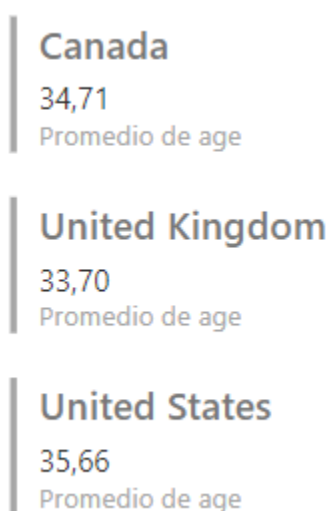 Canada
34,71
Promedio de age
United Kingdom
33,70
Promedio de age
United States
35,66
Promedio de age